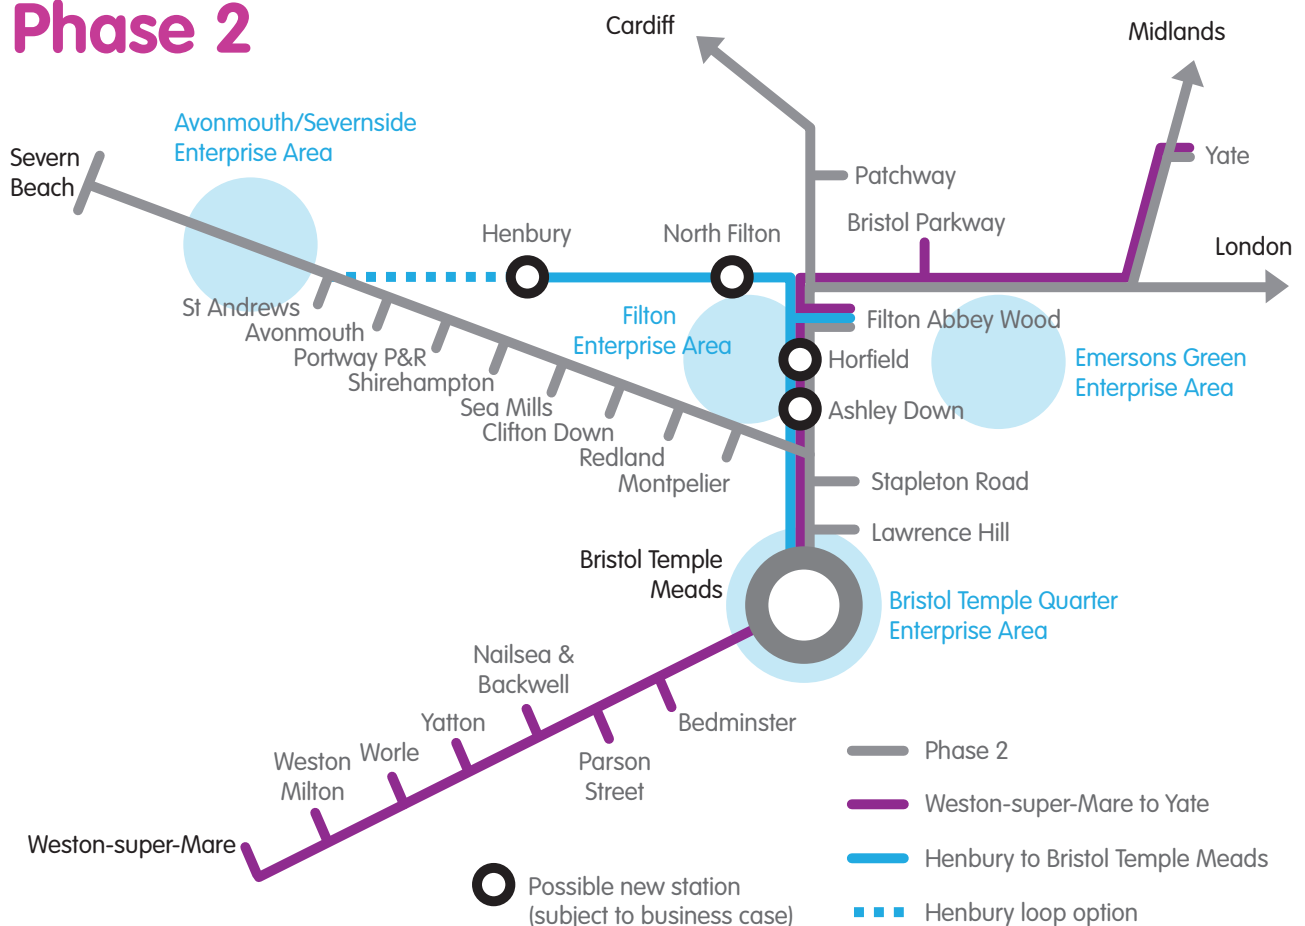 Phase 2
Cardiff
Midlands
Avonmouth/Severnside
Enterprise Area
Severn
Beach
Yate
Patchway
Henbury
North Filton
Bristol Parkway
London
St Andrews
Avonmouth
Portway P&R
Shirehampton
Sea Mills
Clifton Down
Redland
Montpelier
Filton
Enterprise Area
Filton Abbey Wood
Horfield
Ashley Down
Emersons Green
Enterprise Area
Stapleton Road
Lawrence Hill
Bristol Temple
Meads
Bristol Temple Quarter
Enterprise Area
Nailsea &
Backwell
Yatton
Bedminster
Worle
Weston
Milton
Parson
Street
Weston-super-Mare
Phase 2
Weston-super-Mare to Yate
Henbury to Bristol Temple Meads
Henbury loop option
Possible new station
(subject to business case)